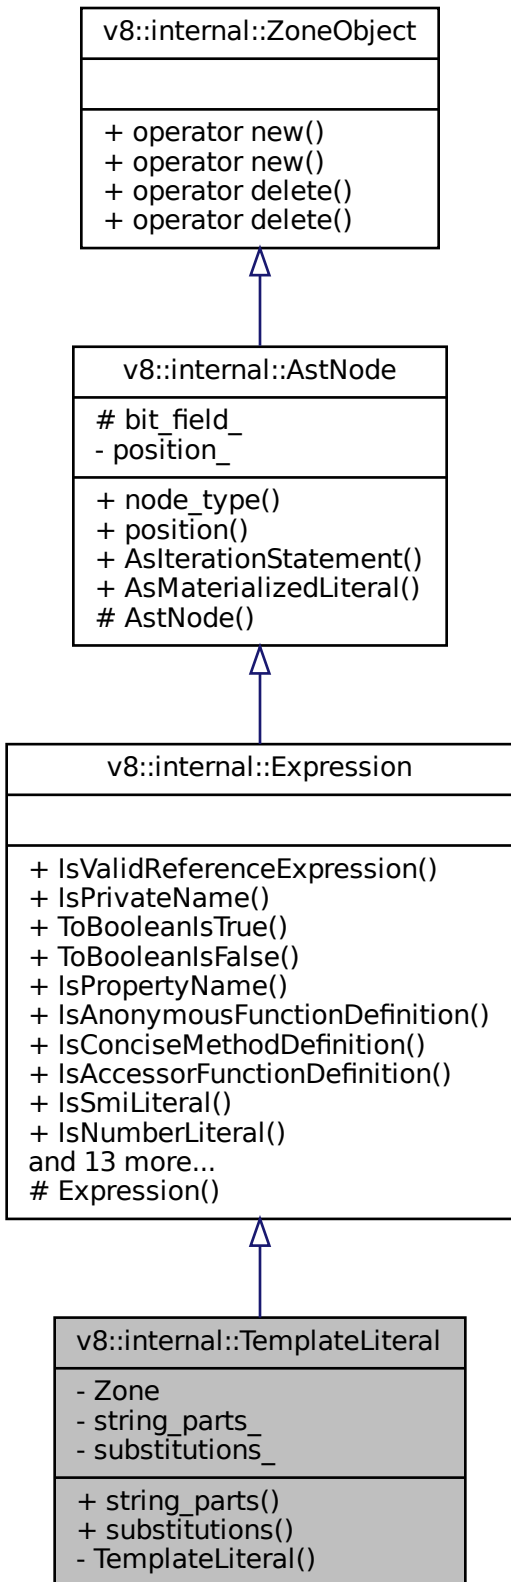 v8::internal::ZoneObject
+ operator new()
+ operator new()
+ operator delete()
+ operator delete()
v8::internal::AstNode
# bit_field_
- position_
+ node_type()
+ position()
+ AsIterationStatement()
+ AsMaterializedLiteral()
# AstNode()
v8::internal::Expression
+ IsValidReferenceExpression()
+ IsPrivateName()
+ ToBooleanIsTrue()
+ ToBooleanIsFalse()
+ IsPropertyName()
+ IsAnonymousFunctionDefinition()
+ IsConciseMethodDefinition()
+ IsAccessorFunctionDefinition()
+ IsSmiLiteral()
+ IsNumberLiteral()
and 13 more...
# Expression()
v8::internal::TemplateLiteral
- Zone
- string_parts_
- substitutions_
+ string_parts()
+ substitutions()
- TemplateLiteral()